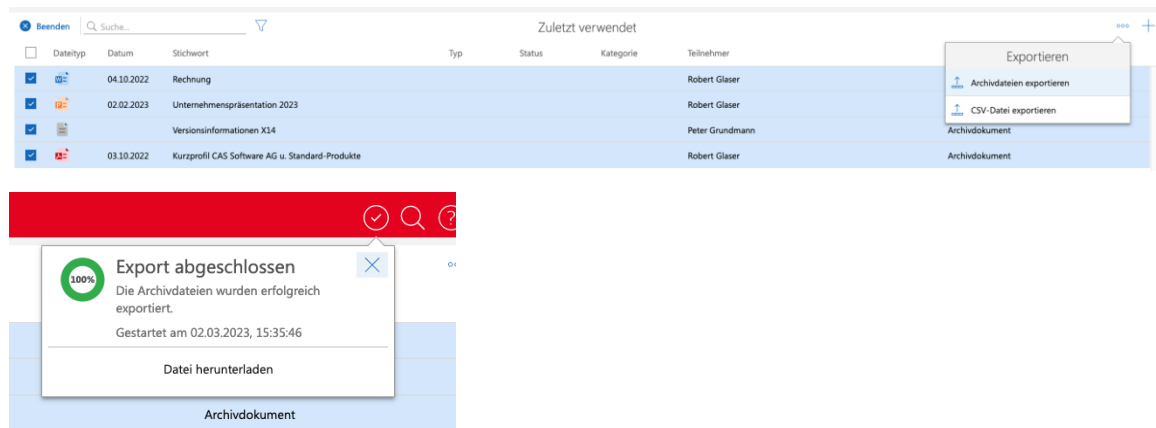 Beenden Suche... Zuletzt verwendet ooo
Dateityp Datum Stichwort Typ Status Kategorie Teilnehmer Exportieren
04.10.2022 Rechnung Robert Glaser Archivdateien exportieren
02.02.2023 Unternehmenspräsentation 2023 Robert Glaser CSV-Datei exportieren
Versionsinformationen X14 Peter Grundmann Archivdokument
03.10.2022 Kurzprofil CAS Software AG u. Standard-Produkte Robert Glaser Archivdokument
100% Export abgeschlossen
Die Archivdateien wurden erfolgreich
exportiert.
Gestartet am 02.03.2023, 15:35:46
Datei herunterladen
Archivdokument